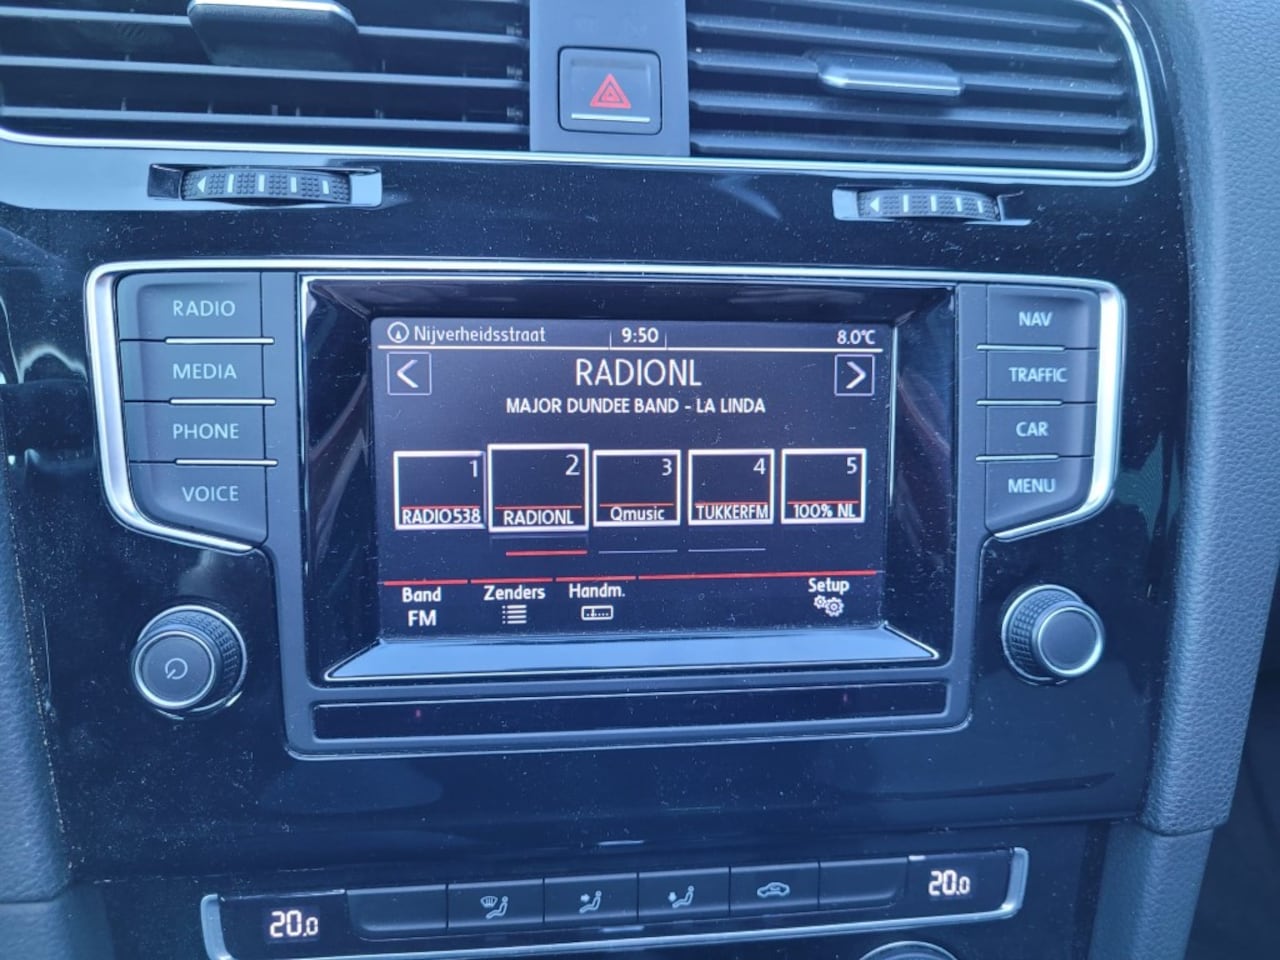 RADIO
MEDIA
PHONE
VOICE
Nijverheidsstraat 9:50 8.0°C
< RADIONL >
MAJOR DUNDEE BAND - LA LINDA
1 2 3 4 5
RADIO538 RADIONL Qmusic TUKKERFM 100% NL
Band Zenders Handm. Setup
FM
NAV
TRAFFIC
CAR
MENU
20.0 20.0